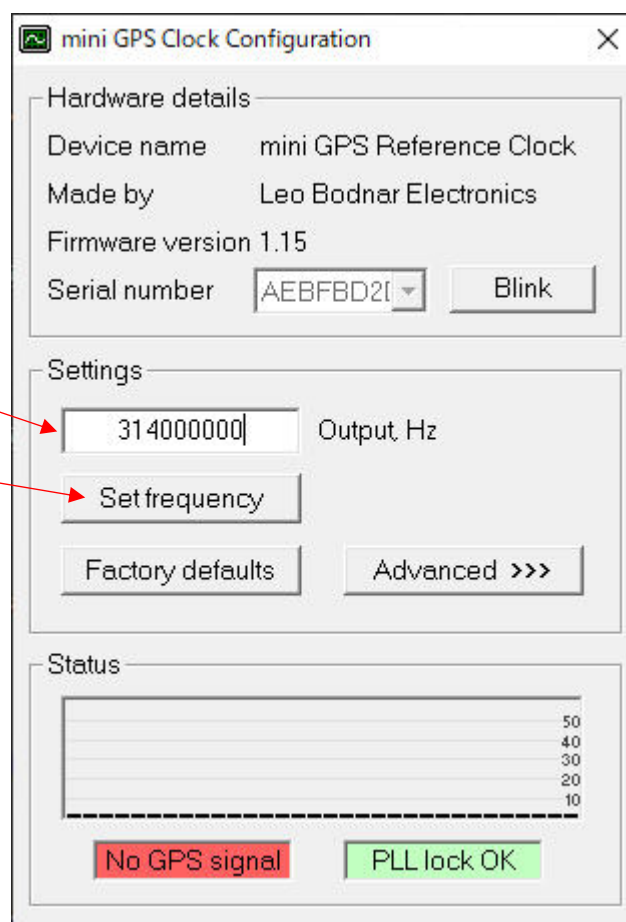 mini GPS Clock Configuration
Hardware details
Device name mini GPS Reference Clock
Made by Leo Bodnar Electronics
Firmware version 1.15
Serial number AEBFBD2 Blink
Settings
314000000 Output, Hz
Set frequency
Factory defaults Advanced >>>
Status
50
40
30
20
10
No GPS signal PLL lock OK